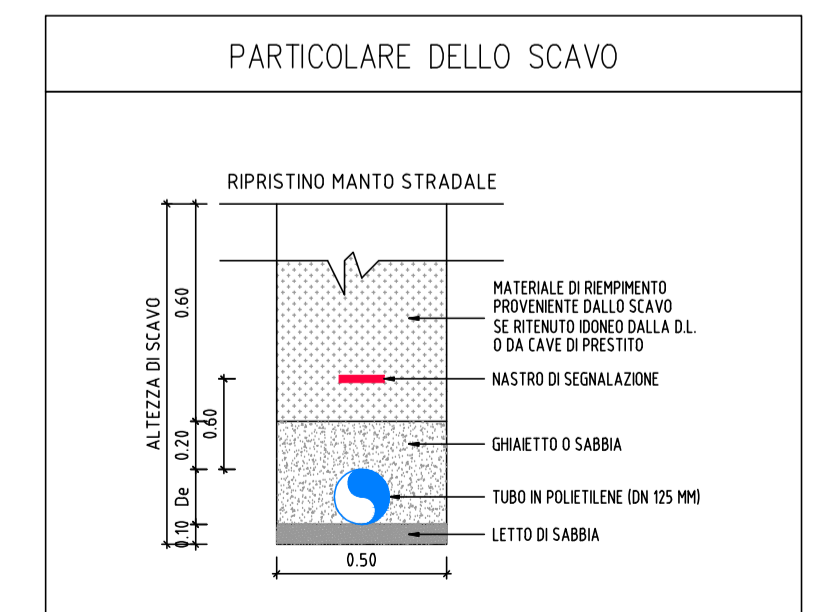 PARTICOLARE DELLO SCAVO
RIPRISTINO MANTO STRADALE
MATERIALE DI RIEMPIMENTO
PROVENIENTE DALLO SCAVO
SE RITENUTO IDONEO DALLA D.L.
O DA CAVE DI PRESTITO
NASTRO DI SEGNALAZIONE
GHIAIETTO O SABBIA
TUBO IN POLIETILENE (DN 125 MM)
LETTO DI SABBIA
ALTEZZA DI SCAVO
0.60
0.20
0.60
De
0.10
0.50